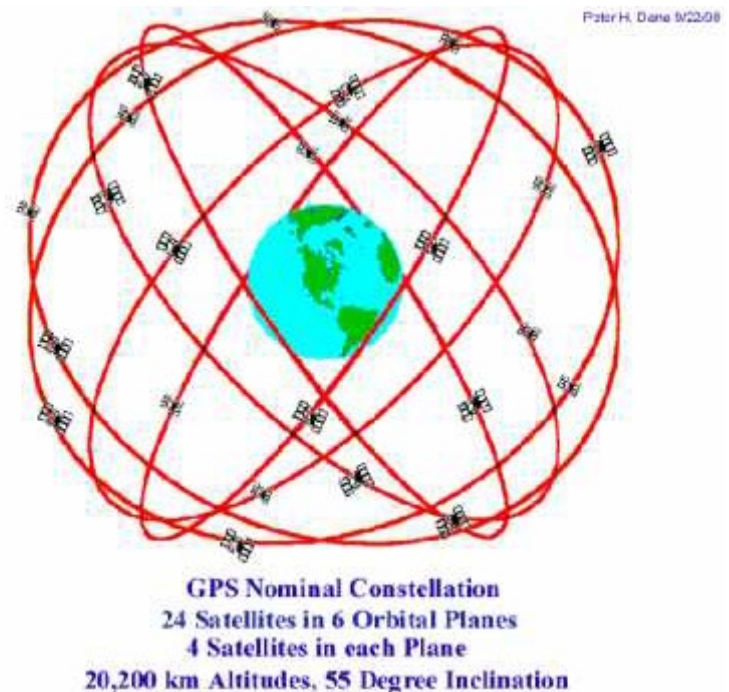 Peter H. Dana 9/22/98
GPS Nominal Constellation
24 Satellites in 6 Orbital Planes
4 Satellites in each Plane
20,200 km Altitudes, 55 Degree Inclination